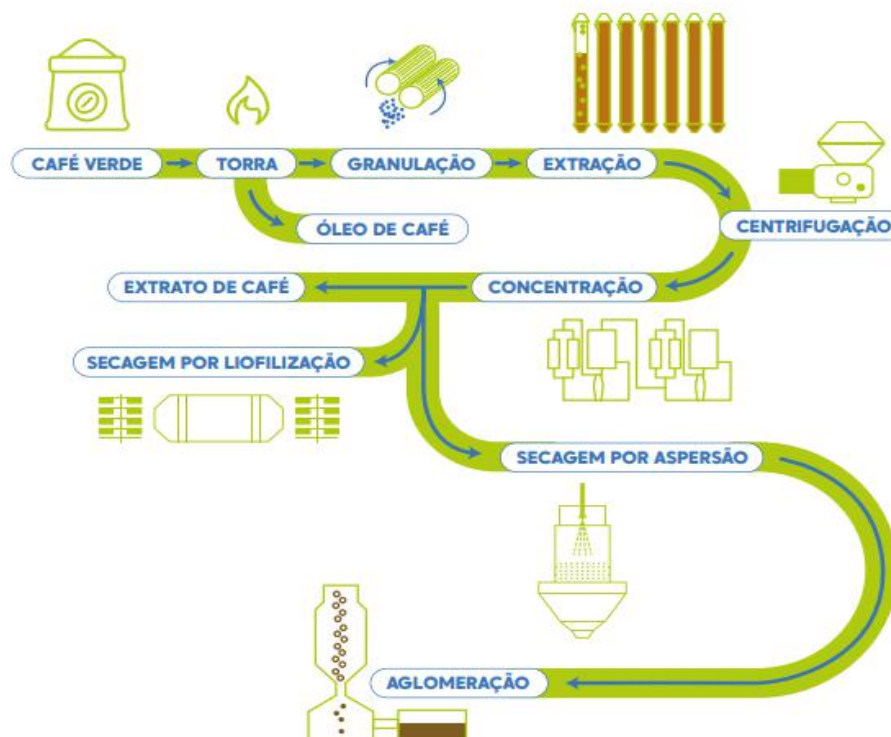 CAFÉ VERDE
TORRA
GRANULAÇÃO
EXTRAÇÃO
CENTRIFUGAÇÃO
ÓLEO DE CAFÉ
EXTRATO DE CAFÉ
CONCENTRAÇÃO
SECAGEM POR LIOFILIZAÇÃO
SECAGEM POR ASPERSÃO
AGLOMERAÇÃO